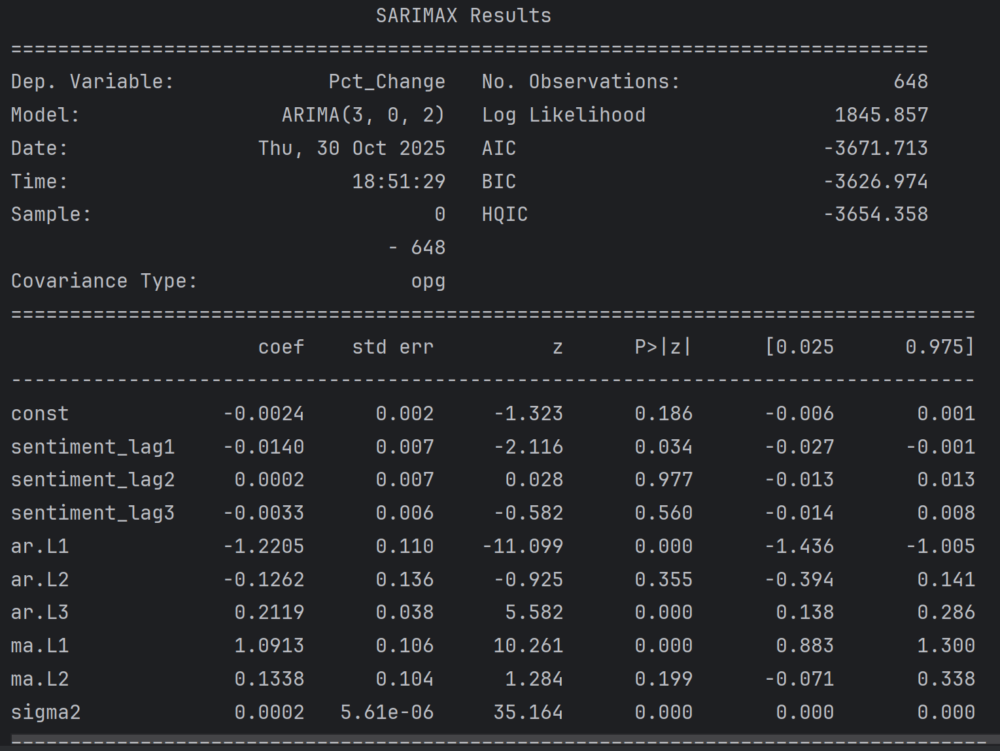 SARIMAX Results
==============================================================================
Dep. Variable:             Pct_Change   No. Observations:                  648
Model:                 ARIMA(3, 0, 2)   Log Likelihood                1845.857
Date:                Thu, 30 Oct 2025   AIC                          -3671.713
Time:                        18:51:29   BIC                          -3626.974
Sample:                             0   HQIC                         -3654.358
                                - 648
Covariance Type:                  opg
==================================================================================
                     coef    std err          z      P>|z|      [0.025      0.975]
----------------------------------------------------------------------------------
const             -0.0024      0.002     -1.323      0.186      -0.006       0.001
sentiment_lag1    -0.0140      0.007     -2.116      0.034      -0.027      -0.001
sentiment_lag2     0.0002      0.007      0.028      0.977      -0.013       0.013
sentiment_lag3    -0.0033      0.006     -0.582      0.560      -0.014       0.008
ar.L1             -1.2205      0.110    -11.099      0.000      -1.436      -1.005
ar.L2             -0.1262      0.136     -0.925      0.355      -0.394       0.141
ar.L3              0.2119      0.038      5.582      0.000       0.138       0.286
ma.L1              1.0913      0.106     10.261      0.000       0.883       1.300
ma.L2              0.1338      0.104      1.284      0.199      -0.071       0.338
sigma2             0.0002   5.61e-06     35.164      0.000       0.000       0.000
===================================================================================